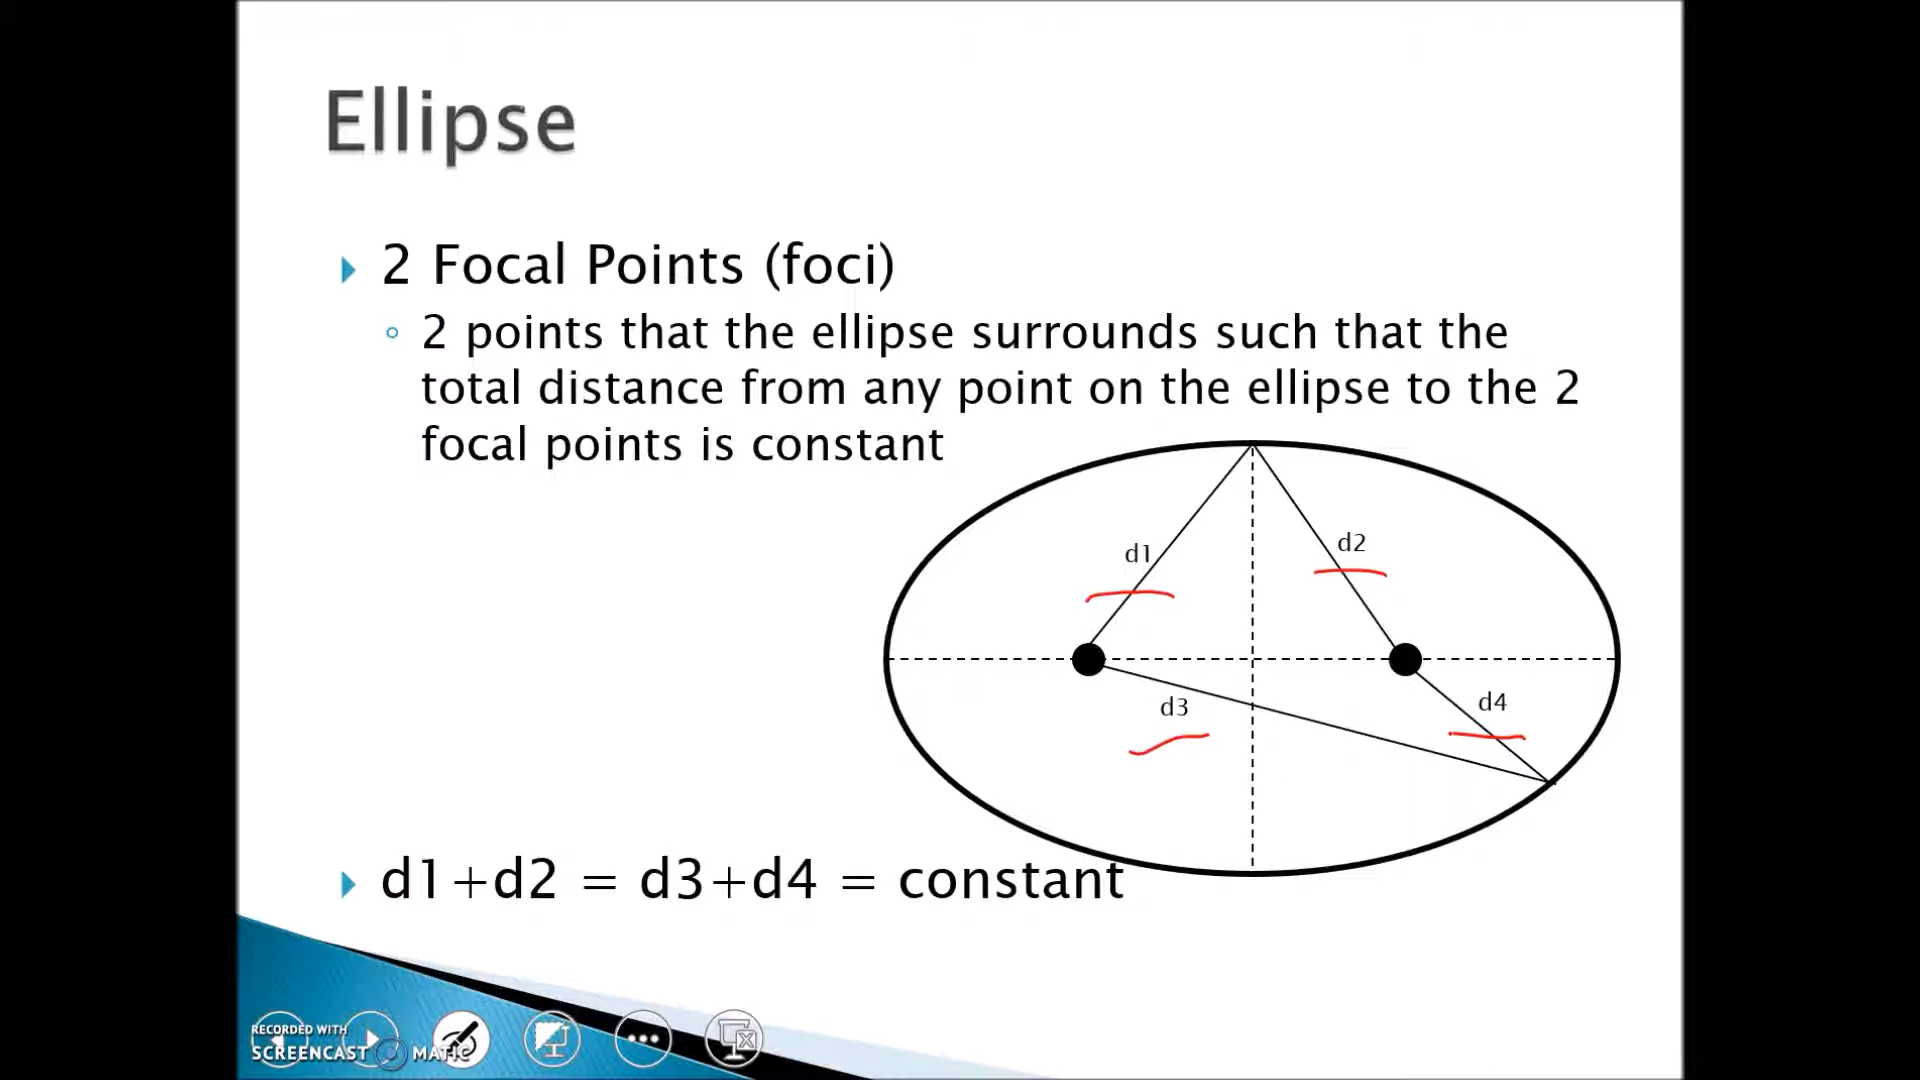 Ellipse
2 Focal Points (foci)
2 points that the ellipse surrounds such that the
total distance from any point on the ellipse to the 2
focal points is constant
d1
d2
d3
d4
d1+d2 = d3+d4 = constant
RECORDED WITH
SCREENCAST MATIC